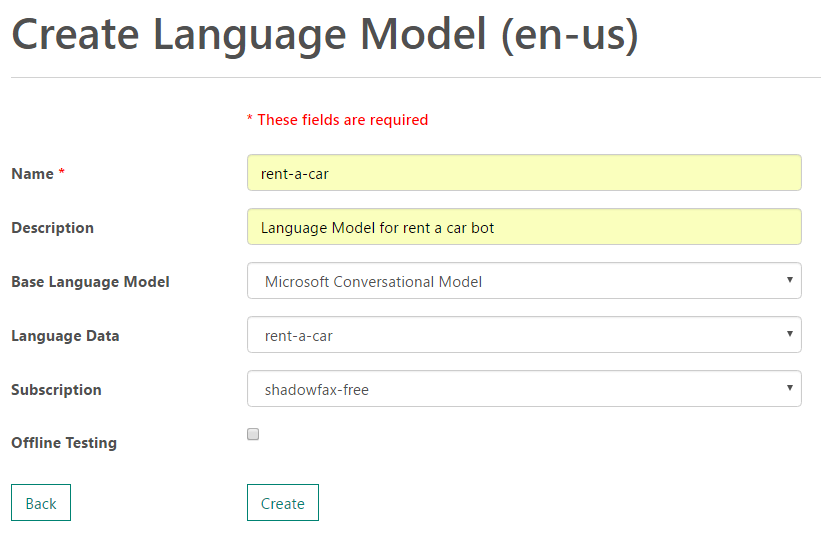 Create Language Model (en-us)
* These fields are required
Name * rent-a-car
Description Language Model for rent a car bot
Base Language Model Microsoft Conversational Model
Language Data rent-a-car
Subscription shadowfax-free
Offline Testing
Back Create